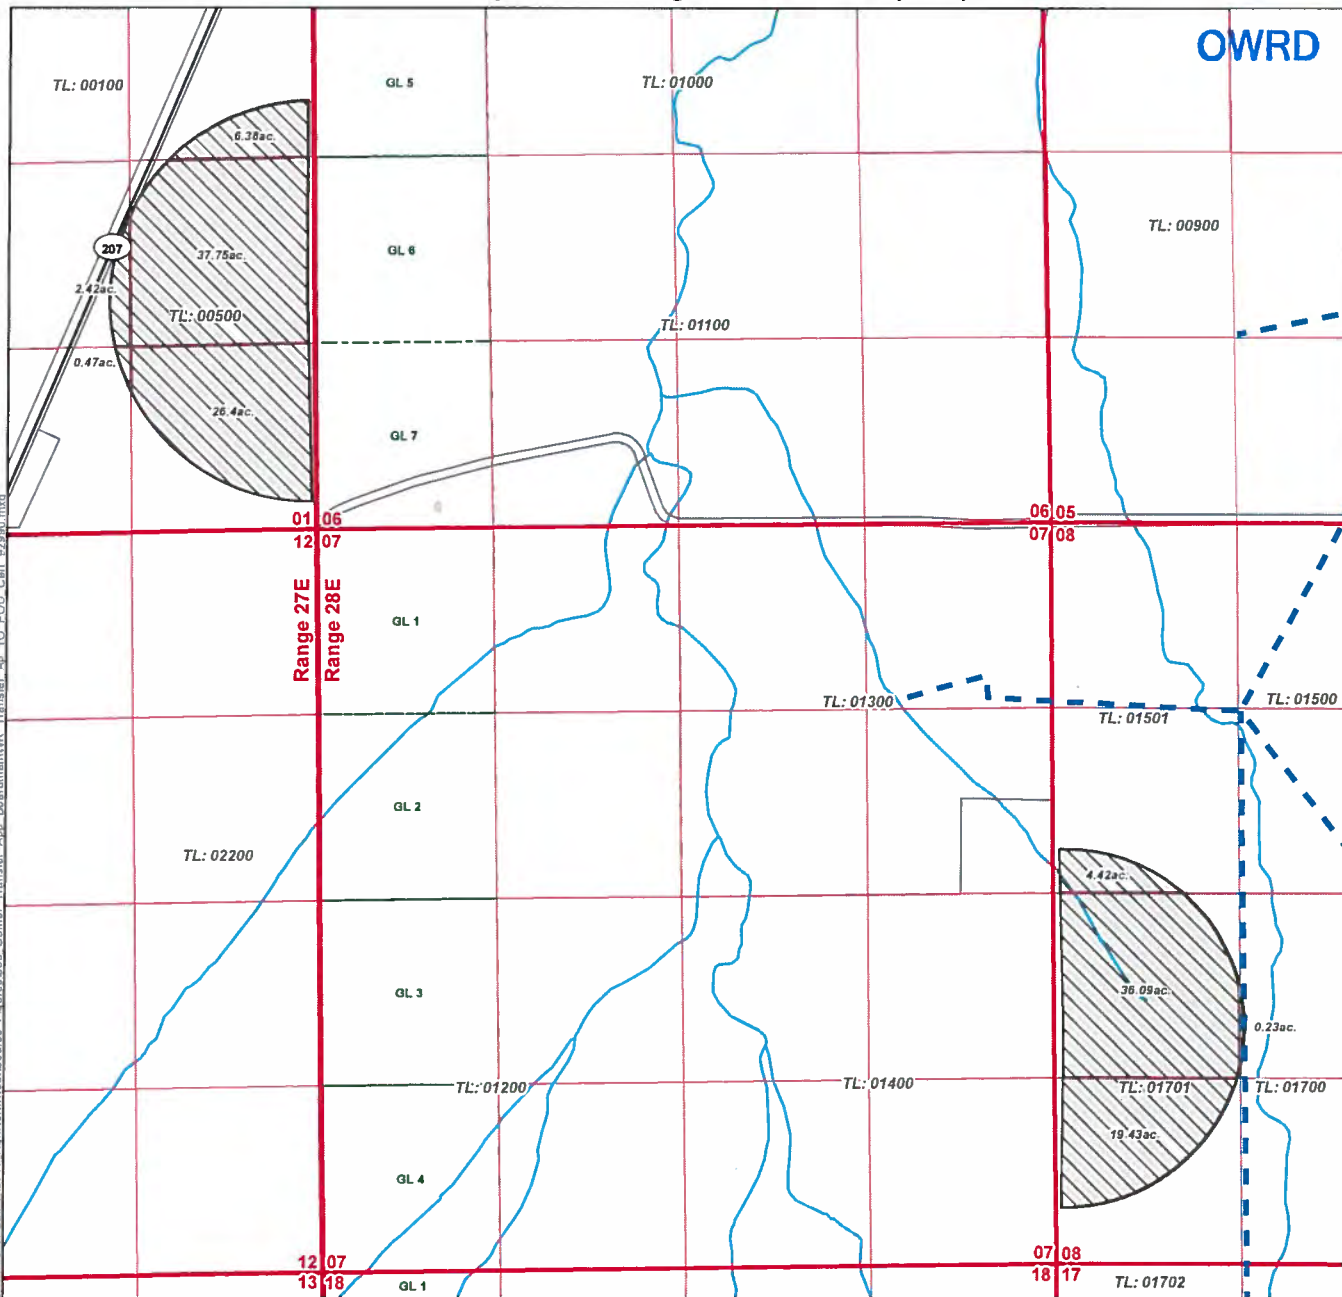 OWRD
TL: 00100
GL 5
TL: 01000
6.38ac.
TL: 00900
207
37.75ac.
GL 6
2.42ac.
TL: 00500
TL: 01100
0.47ac.
26.4ac.
GL 7
01 06
12 07
06 05
07 08
Range 27E
Range 28E
GL 1
TL: 01300
TL: 01501
TL: 01500
GL 2
TL: 02200
4.42ac.
GL 3
36.09ac.
0.23ac.
TL: 01200
TL: 01400
TL: 01701
TL: 01700
19.43ac.
GL 4
12 07
13 18
07 08
18 17
GL 1
TL: 01702